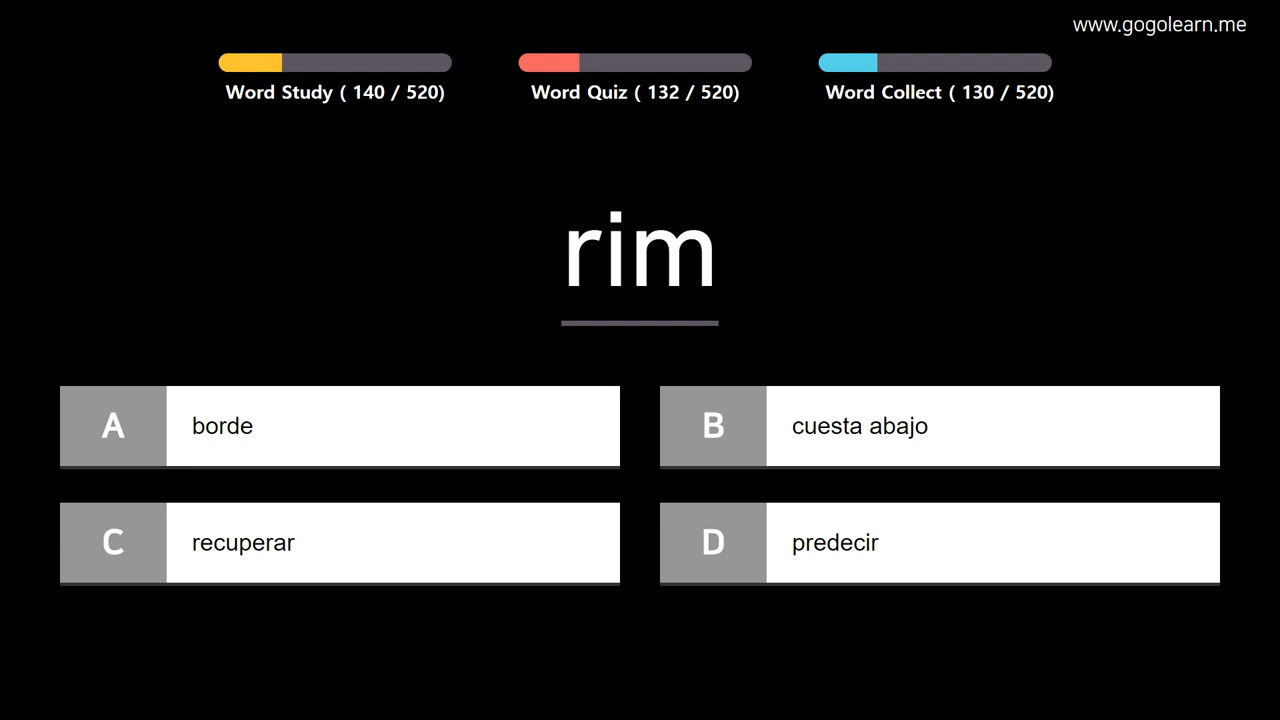 www.gogolearn.me
Word Study ( 140 / 520)
Word Quiz ( 132 / 520)
Word Collect ( 130 / 520)
rim
A borde
B cuesta abajo
C recuperar
D predecir